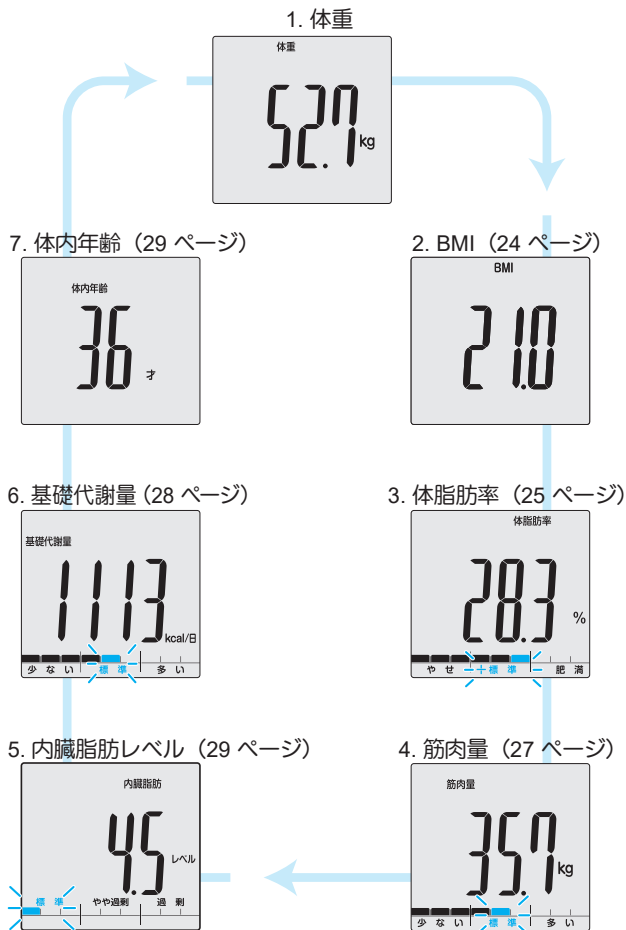 1. 体重
体重
52.7 kg
7. 体内年齢（29 ページ）
体内年齢
36 才
2. BMI（24 ページ）
BMI
21.0
6. 基礎代謝量（28 ページ）
基礎代謝量
1113 kcal/日
少ない 標準 多い
3. 体脂肪率（25 ページ）
体脂肪率
28.3 %
やせ −＋標準 肥満
5. 内臓脂肪レベル（29 ページ）
内臓脂肪
4.5 レベル
標準 やや過剰 過剰
4. 筋肉量（27 ページ）
筋肉量
35.7 kg
少ない 標準 多い